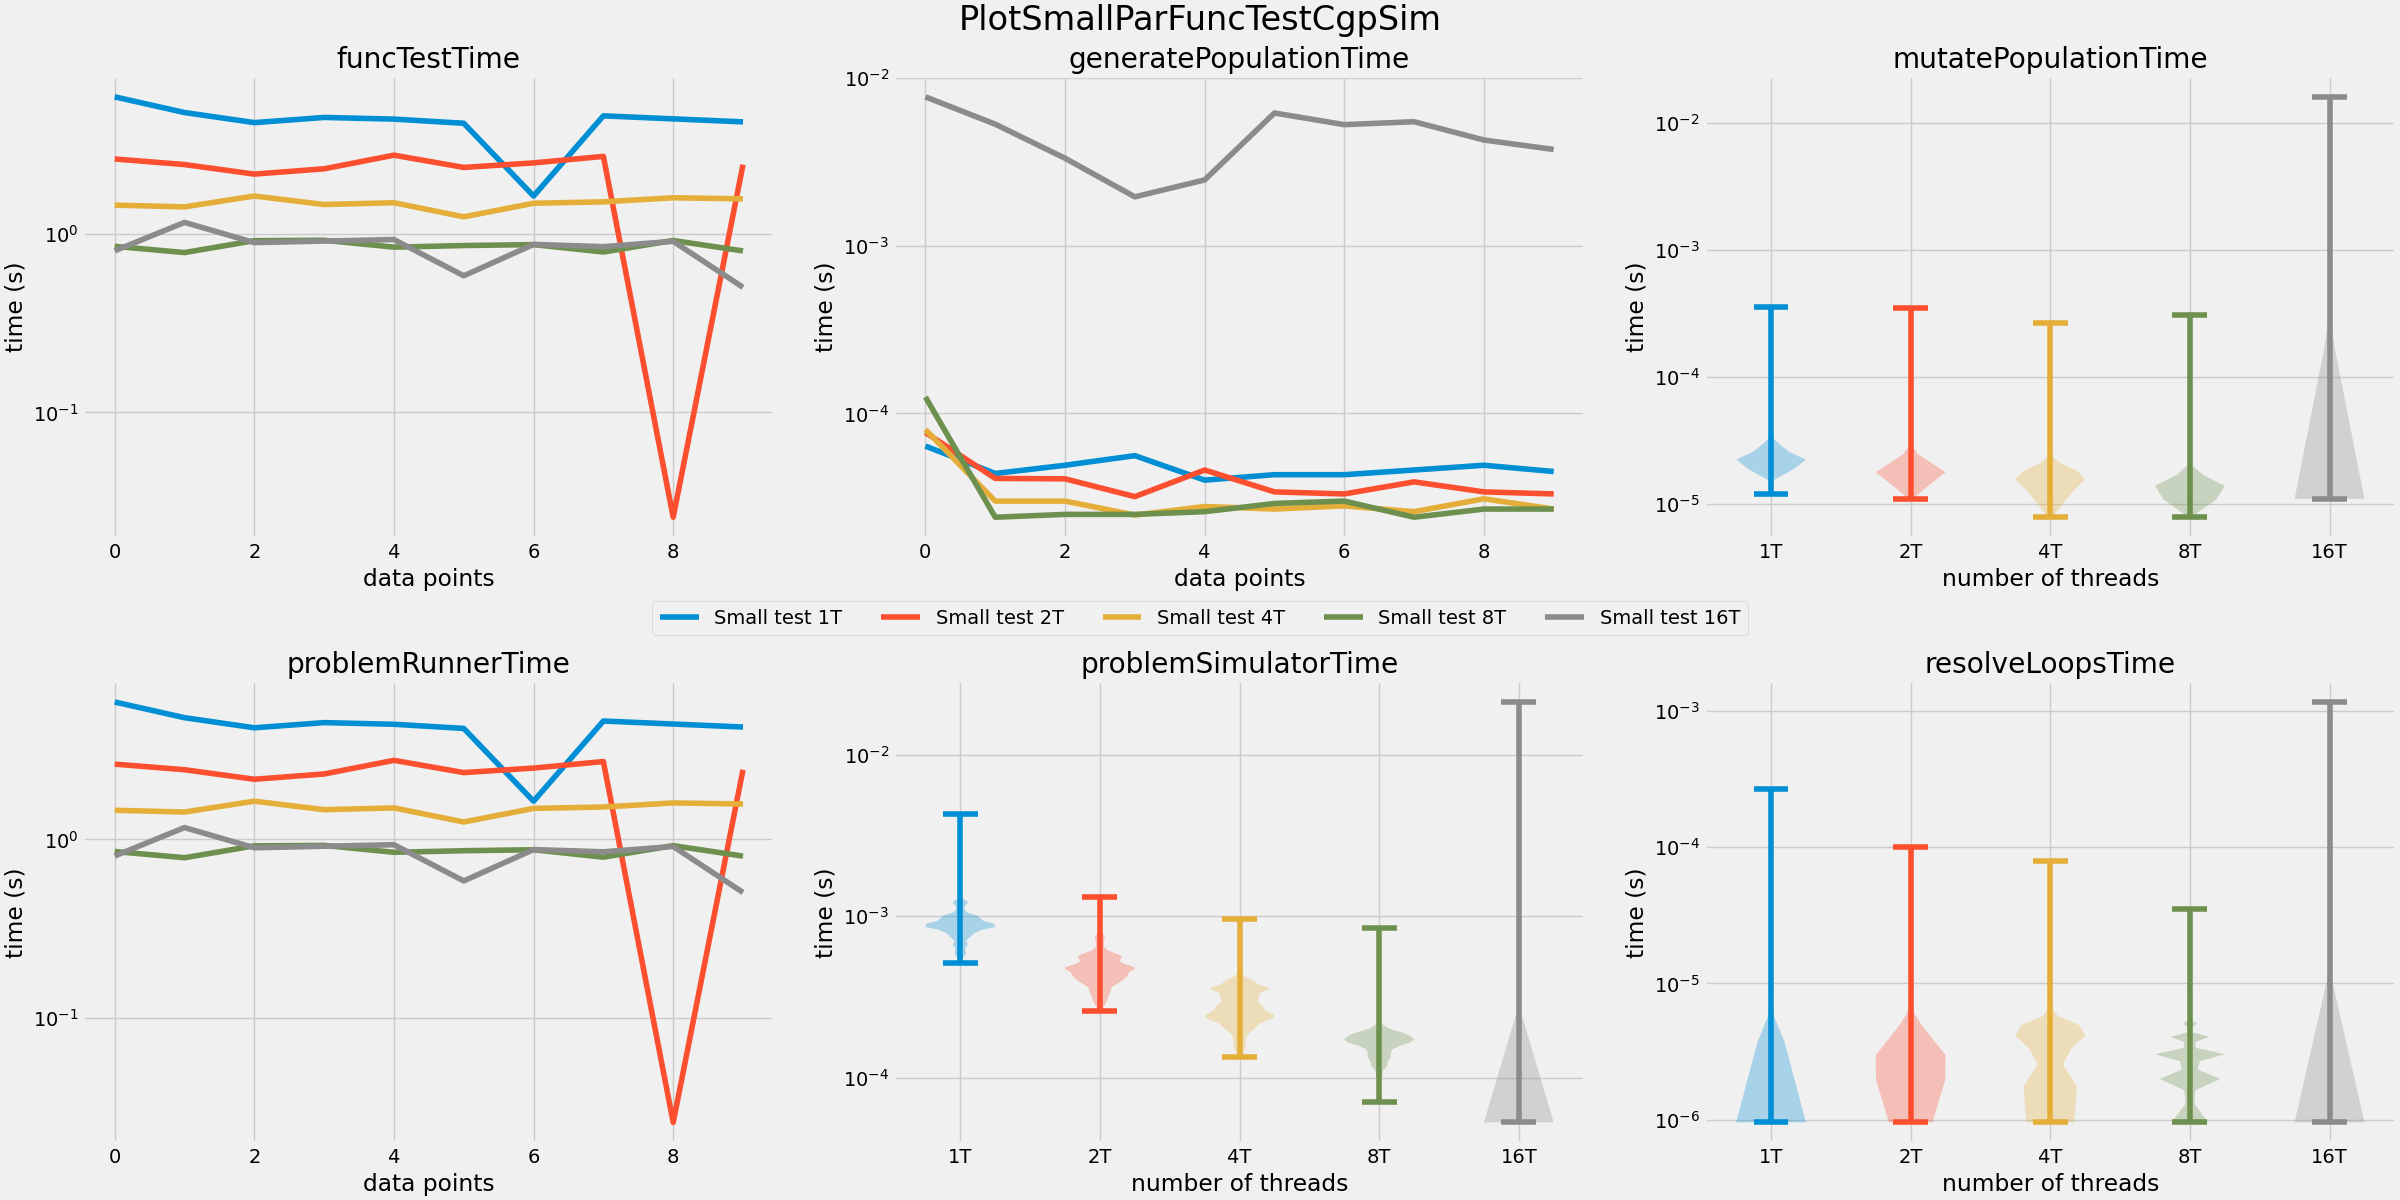 PlotSmallParFuncTestCgpSim
funcTestTime
time (s)
10⁰
10⁻¹
0 2 4 6 8
data points
generatePopulationTime
time (s)
10⁻²
10⁻³
10⁻⁴
0 2 4 6 8
data points
mutatePopulationTime
time (s)
10⁻²
10⁻³
10⁻⁴
10⁻⁵
1T 2T 4T 8T 16T
number of threads
Small test 1T Small test 2T Small test 4T Small test 8T Small test 16T
problemRunnerTime
time (s)
10⁰
10⁻¹
0 2 4 6 8
data points
problemSimulatorTime
time (s)
10⁻²
10⁻³
10⁻⁴
1T 2T 4T 8T 16T
number of threads
resolveLoopsTime
time (s)
10⁻³
10⁻⁴
10⁻⁵
10⁻⁶
1T 2T 4T 8T 16T
number of threads